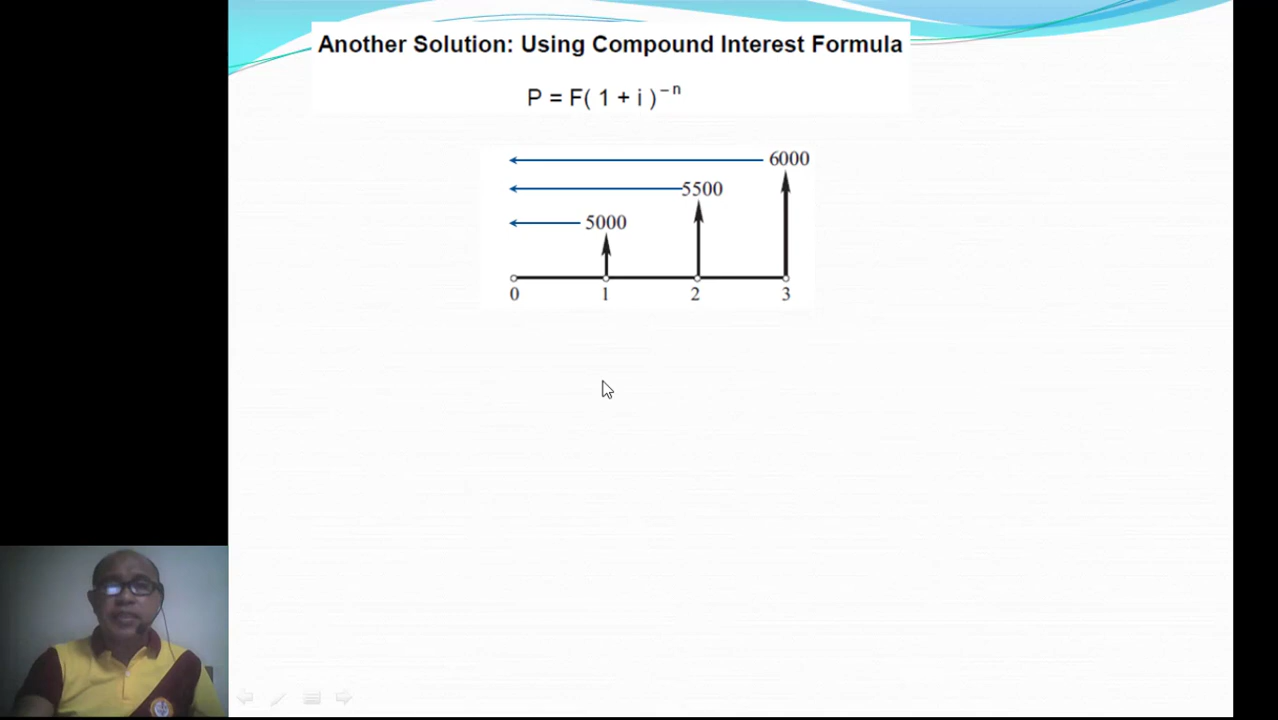 Another Solution: Using Compound Interest Formula
P = F( 1 + i )⁻ⁿ
6000
5500
5000
0 1 2 3